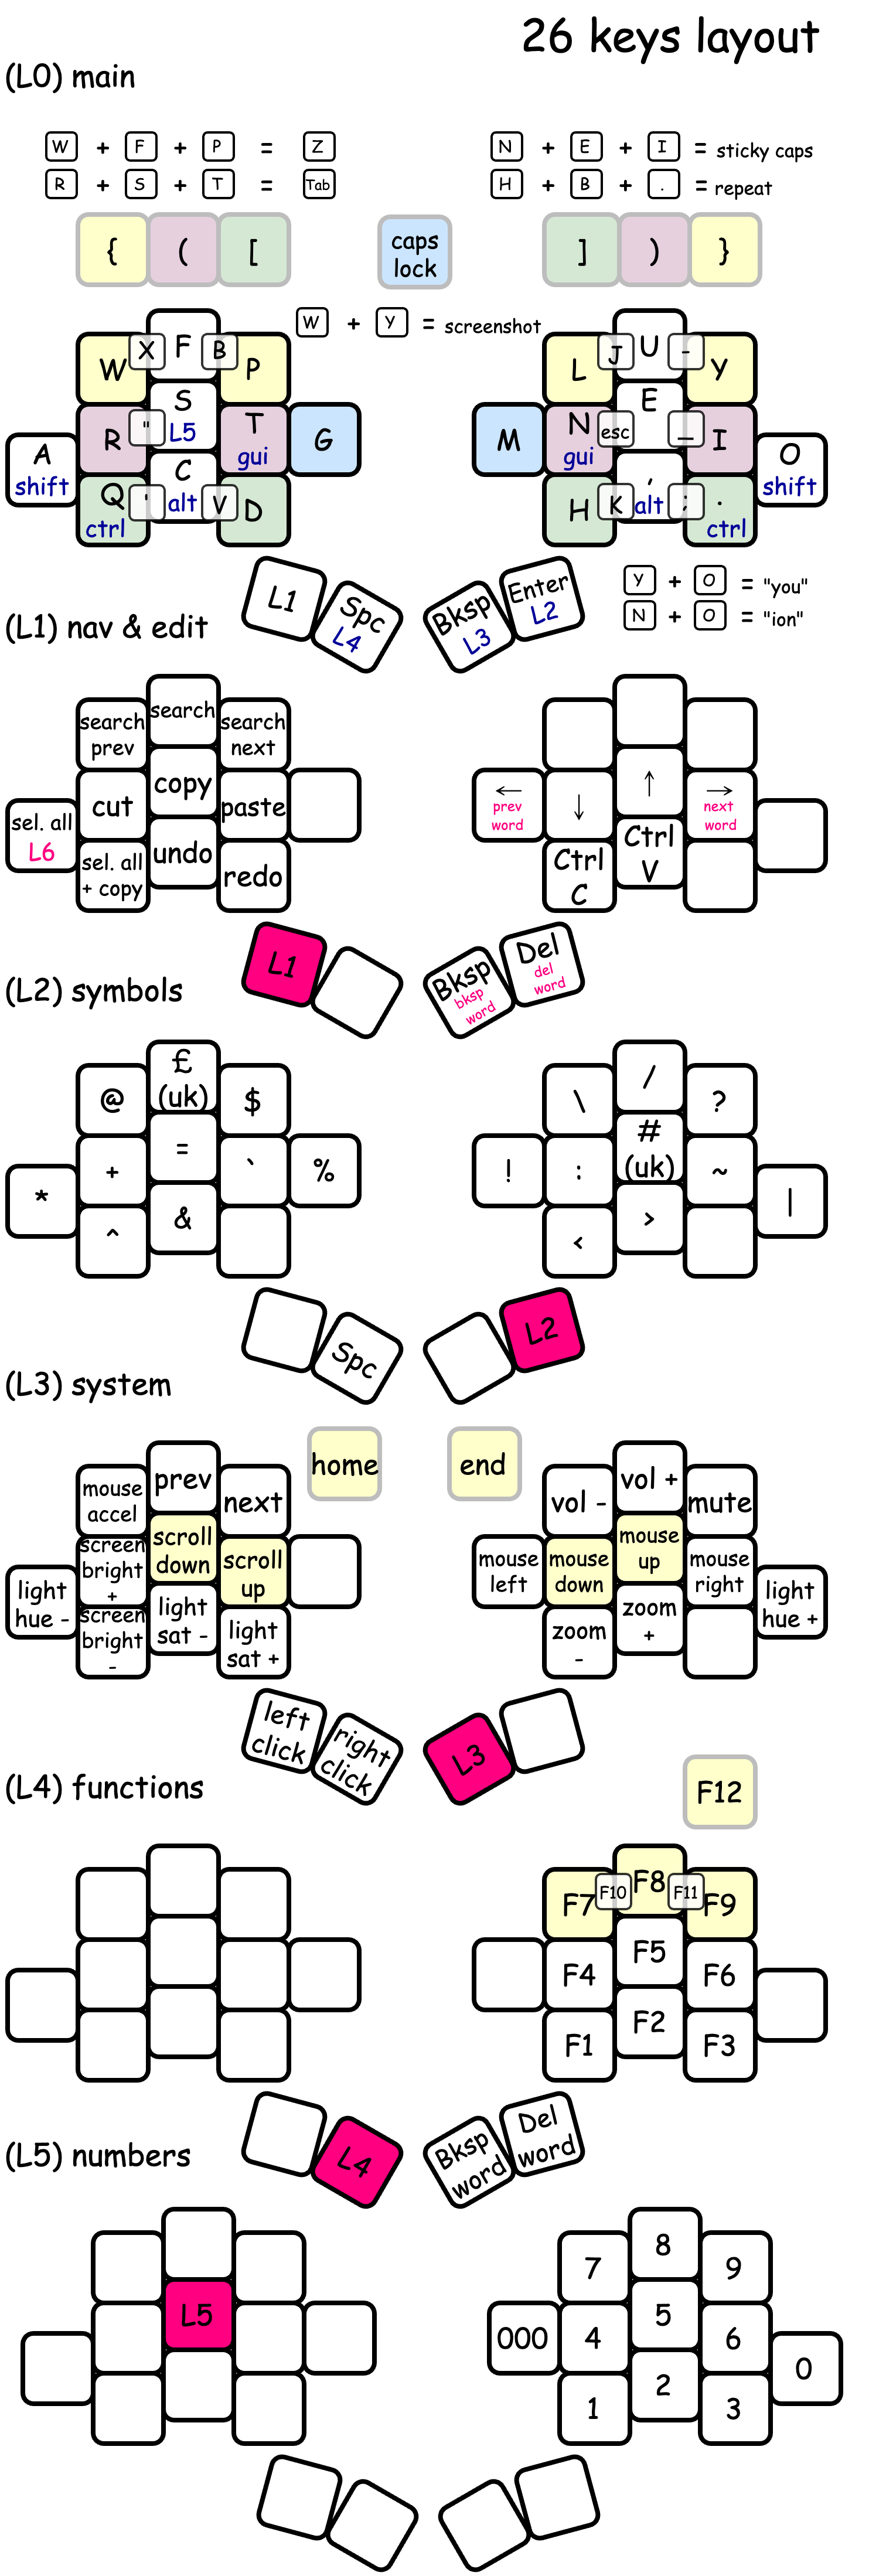 26 keys layout
(L0) main
W + F + P = Z
N + E + I = sticky caps
R + S + T = Tab
H + B + . = repeat
{ ( [
caps
lock
] ) }
W + Y = screenshot
W X F B P
L J U - Y
A
shift
R " S
L5
T
gui
G
M
N
gui
esc E _ I
O
shift
Q
ctrl
' C
alt
V D
H K ,
alt
; .
ctrl
L1
Spc
L4
Bksp
L3
Enter
L2
Y + O = "you"
N + O = "ion"
(L1) nav & edit
search
prev
search
search
next
sel. all
L6
cut
copy
paste
←
prev
word
↓
↑
→
next
word
sel. all
+ copy
undo
redo
Ctrl
C
Ctrl
V
L1
Bksp
bksp
word
Del
del
word
(L2) symbols
@
£
(uk)
$
\ / ?
* + = ` %
! :
#
(uk)
~ |
^ &
< >
Spc
L2
(L3) system
home
end
mouse
accel
prev
next
vol -
vol +
mute
light
hue -
screen
bright
+
scroll
down
scroll
up
mouse
left
mouse
down
mouse
up
mouse
right
light
hue +
screen
bright
-
light
sat -
light
sat +
zoom
-
zoom
+
left
click
right
click
L3
(L4) functions
F12
F7 F10 F8 F11 F9
F4 F5 F6
F1 F2 F3
L4
Bksp
word
Del
word
(L5) numbers
7 8 9
L5
000 4 5 6 0
1 2 3